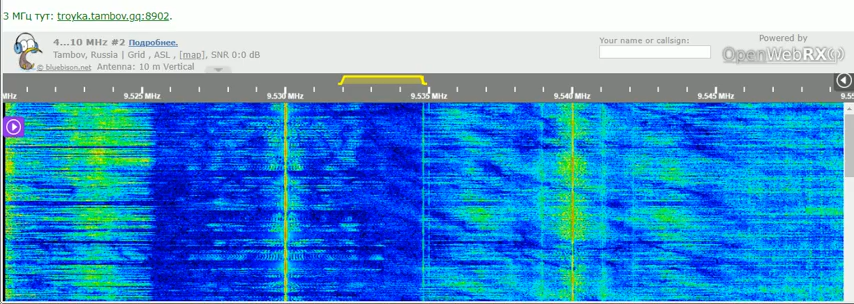 3 МГц тут: troyka.tambov.gq:8902.
4...10 MHz #2 Подробнее.
Tambov, Russia | Grid , ASL , [map], SNR 0:0 dB
© bluebison.net Antenna: 10 m Vertical
Your name or callsign:
Powered by
OpenWebRX
MHz 9.525 MHz 9.530 MHz 9.535 MHz 9.540 MHz 9.545 MHz 9.55